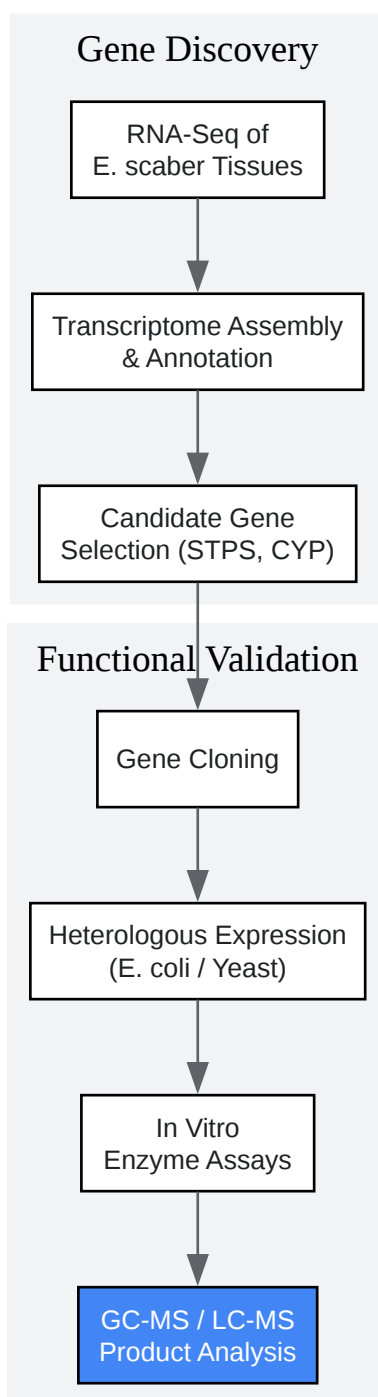 Gene Discovery
RNA-Seq of
E. scaber Tissues
Transcriptome Assembly
& Annotation
Candidate Gene
Selection (STPS, CYP)
Functional Validation
Gene Cloning
Heterologous Expression
(E. coli / Yeast)
In Vitro
Enzyme Assays
GC-MS / LC-MS
Product Analysis